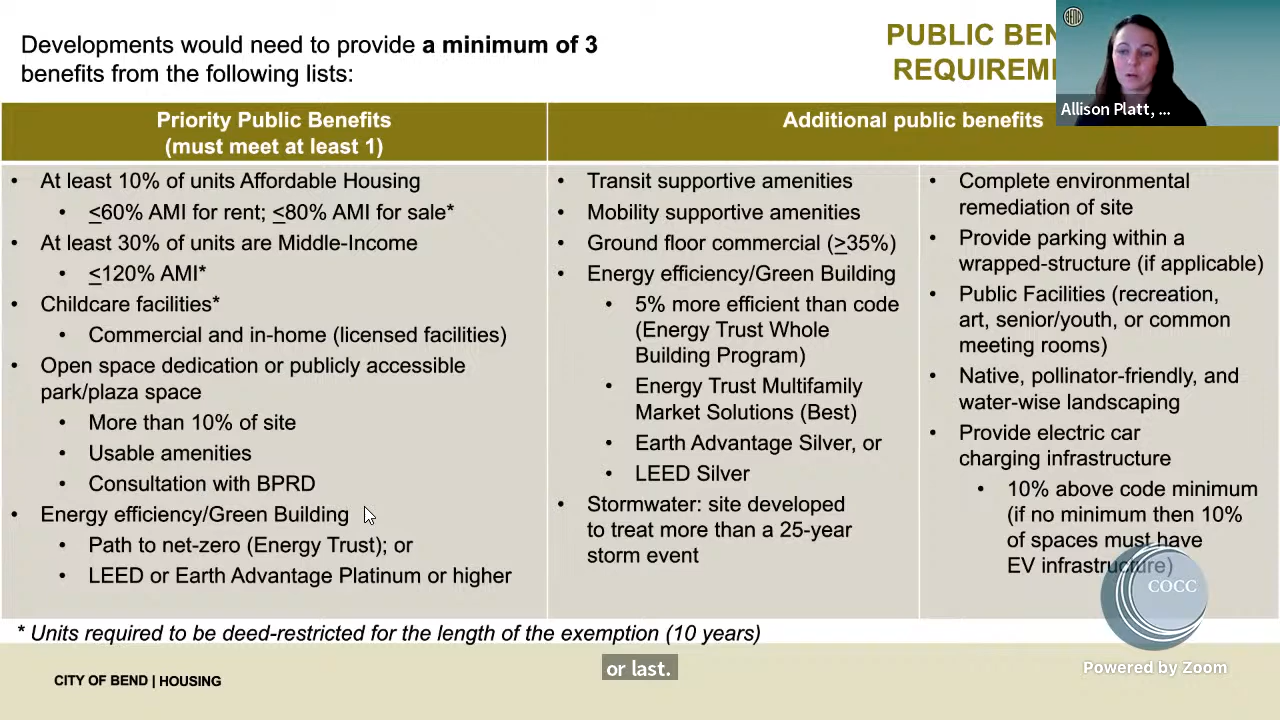 Developments would need to provide a minimum of 3
benefits from the following lists:
PUBLIC BEN
REQUIREME
BEND
Allison Platt, ...
Priority Public Benefits
(must meet at least 1)
• At least 10% of units Affordable Housing
• ≤60% AMI for rent; ≤80% AMI for sale*
• At least 30% of units are Middle-Income
• ≤120% AMI*
• Childcare facilities*
• Commercial and in-home (licensed facilities)
• Open space dedication or publicly accessible
park/plaza space
• More than 10% of site
• Usable amenities
• Consultation with BPRD
• Energy efficiency/Green Building
• Path to net-zero (Energy Trust); or
• LEED or Earth Advantage Platinum or higher
Additional public benefits
• Transit supportive amenities
• Mobility supportive amenities
• Ground floor commercial (≥35%)
• Energy efficiency/Green Building
• 5% more efficient than code
(Energy Trust Whole
Building Program)
• Energy Trust Multifamily
Market Solutions (Best)
• Earth Advantage Silver, or
• LEED Silver
• Stormwater: site developed
to treat more than a 25-year
storm event
• Complete environmental
remediation of site
• Provide parking within a
wrapped-structure (if applicable)
• Public Facilities (recreation,
art, senior/youth, or common
meeting rooms)
• Native, pollinator-friendly, and
water-wise landscaping
• Provide electric car
charging infrastructure
• 10% above code minimum
(if no minimum then 10%
of spaces must have
EV infrastructure)
COCC
* Units required to be deed-restricted for the length of the exemption (10 years)
or last.
Powered by Zoom
CITY OF BEND | HOUSING